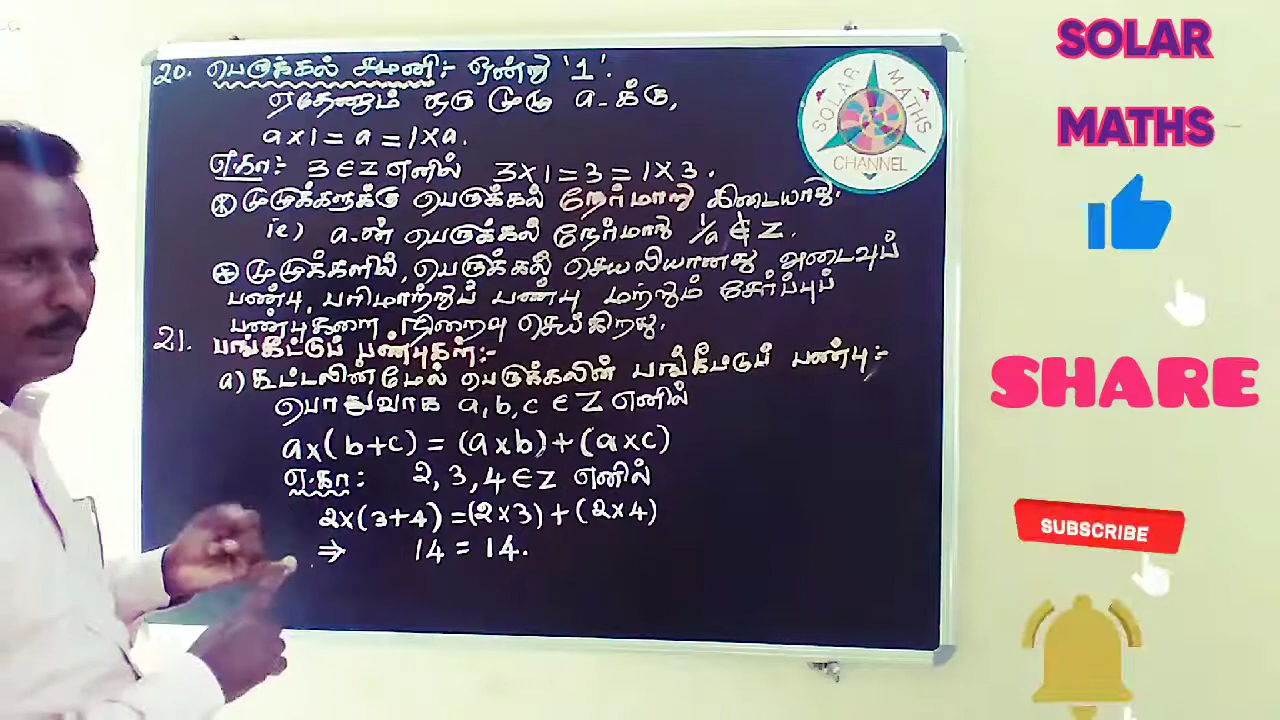 20. பெருக்கல் சமனி:- ஒன்று '1'.
ஏதேனும் ஒரு முழு a-க்கு,
a×1 = a = 1×a.
எ.கா:- 3 ∈ Z எனில் 3×1 = 3 = 1×3.
⊛ முழுக்களுக்கு பெருக்கல் நேர்மாறு கிடையாது.
ie) a-ன் பெருக்கல் நேர்மாறு 1/a ∉ Z.
⊛ முழுக்களில், பெருக்கல் செயலியானது அடைவுப்
பண்பு, பரிமாற்றுப் பண்பு மற்றும் சேர்ப்புப்
பண்புகளை நிறைவு செய்கிறது.
21. பங்கீட்டுப் பண்புகள்:-
a) கூட்டலின் மேல் பெருக்கலின் பங்கீட்டுப் பண்பு:-
பொதுவாக a, b, c ∈ Z எனில்
a×(b+c) = (a×b)+(a×c)
எ.கா: 2, 3, 4 ∈ Z எனில்
2×(3+4) = (2×3)+(2×4)
⇒ 14 = 14.
SOLAR MATHS
CHANNEL
SOLAR
MATHS
SHARE
SUBSCRIBE